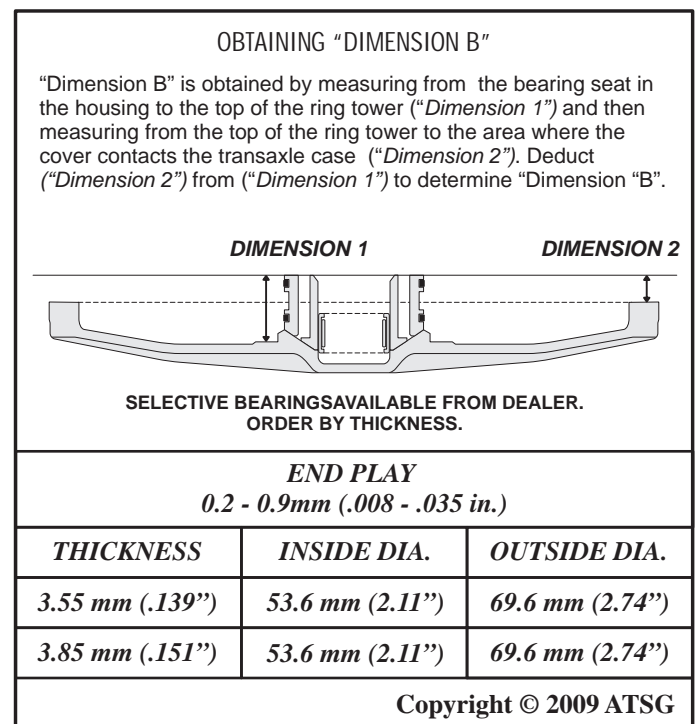 OBTAINING “DIMENSION B”
“Dimension B” is obtained by measuring from the bearing seat in
the housing to the top of the ring tower (“Dimension 1”) and then
measuring from the top of the ring tower to the area where the
cover contacts the transaxle case (“Dimension 2”). Deduct
(“Dimension 2”) from (“Dimension 1”) to determine “Dimension “B”.
DIMENSION 1 DIMENSION 2
SELECTIVE BEARINGSAVAILABLE FROM DEALER.
ORDER BY THICKNESS.
END PLAY
0.2 - 0.9mm (.008 - .035 in.)
THICKNESS INSIDE DIA. OUTSIDE DIA.
3.55 mm (.139”) 53.6 mm (2.11”) 69.6 mm (2.74”)
3.85 mm (.151”) 53.6 mm (2.11”) 69.6 mm (2.74”)
Copyright © 2009 ATSG